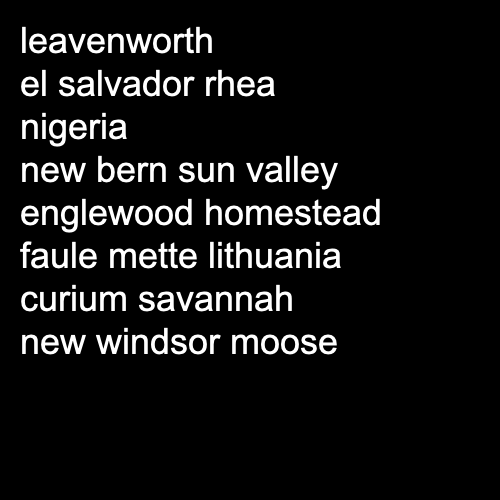 leavenworth
el salvador rhea
nigeria
new bern sun valley
englewood homestead
faule mette lithuania
curium savannah
new windsor moose